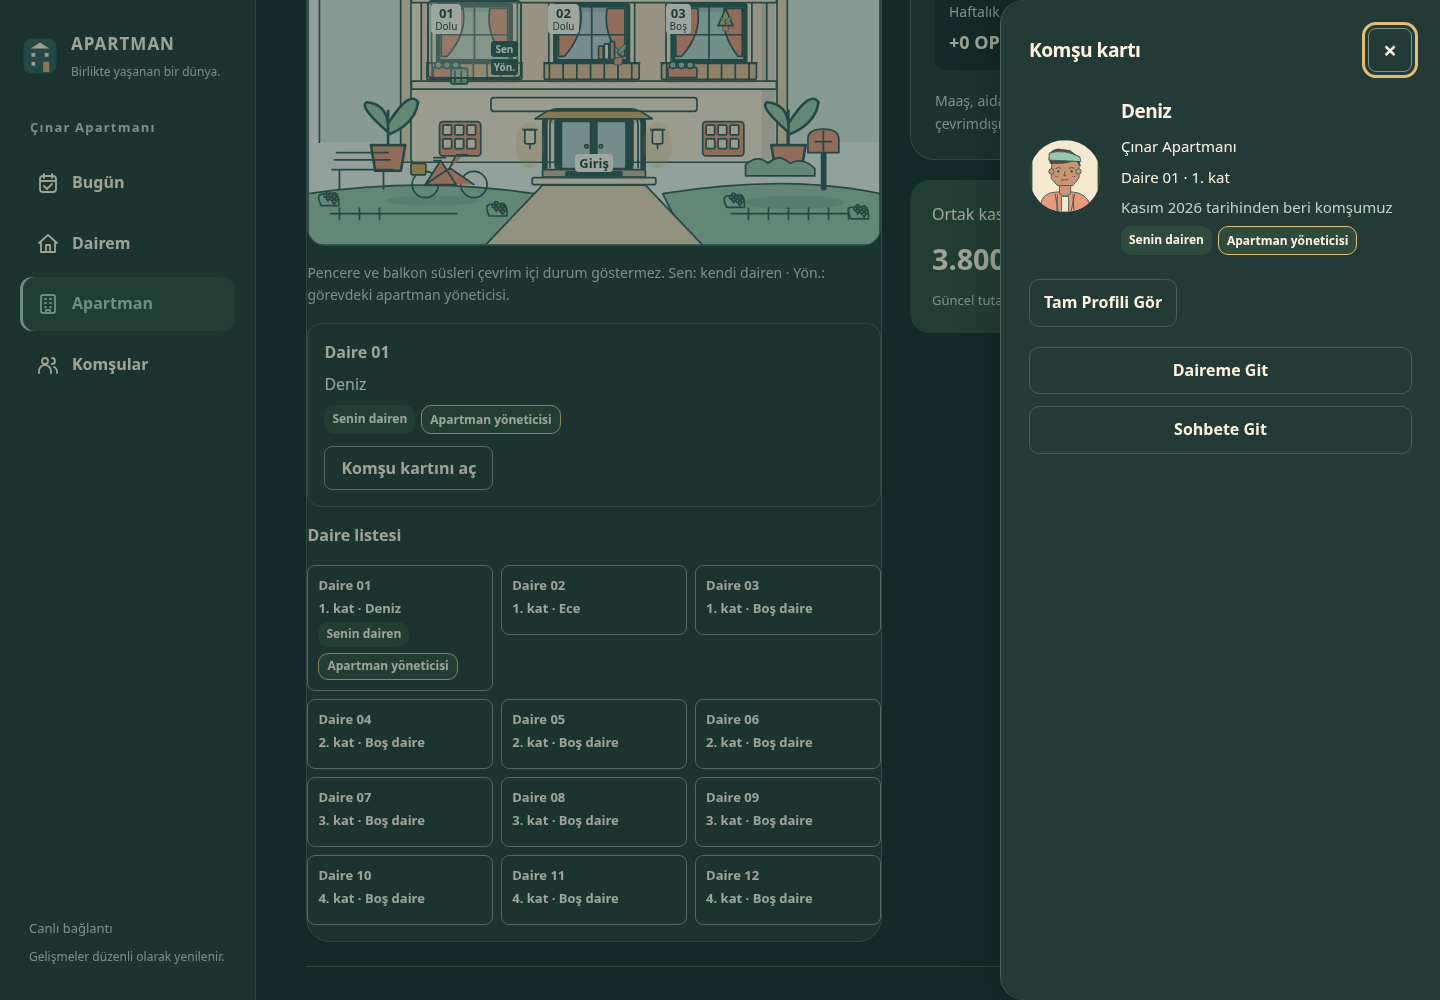 APARTMAN
Birlikte yaşanan bir dünya.
Çınar Apartmanı
Bugün
Dairem
Apartman
Komşular
Canlı bağlantı
Gelişmeler düzenli olarak yenilenir.
01
Dolu
02
Dolu
03
Boş
Sen
Yön.
Giriş
Pencere ve balkon süsleri çevrim içi durum göstermez. Sen: kendi dairen · Yön.:
görevdeki apartman yöneticisi.
Daire 01
Deniz
Senin dairen
Apartman yöneticisi
Komşu kartını aç
Daire listesi
Daire 01
1. kat · Deniz
Senin dairen
Apartman yöneticisi
Daire 02
1. kat · Ece
Daire 03
1. kat · Boş daire
Daire 04
2. kat · Boş daire
Daire 05
2. kat · Boş daire
Daire 06
2. kat · Boş daire
Daire 07
3. kat · Boş daire
Daire 08
3. kat · Boş daire
Daire 09
3. kat · Boş daire
Daire 10
4. kat · Boş daire
Daire 11
4. kat · Boş daire
Daire 12
4. kat · Boş daire
Haftalık
+0 OP
Maaş, aida
çevrimdışı
Ortak kas
3.800
Güncel tuta
Komşu kartı
×
Deniz
Çınar Apartmanı
Daire 01 · 1. kat
Kasım 2026 tarihinden beri komşumuz
Senin dairen
Apartman yöneticisi
Tam Profili Gör
Daireme Git
Sohbete Git